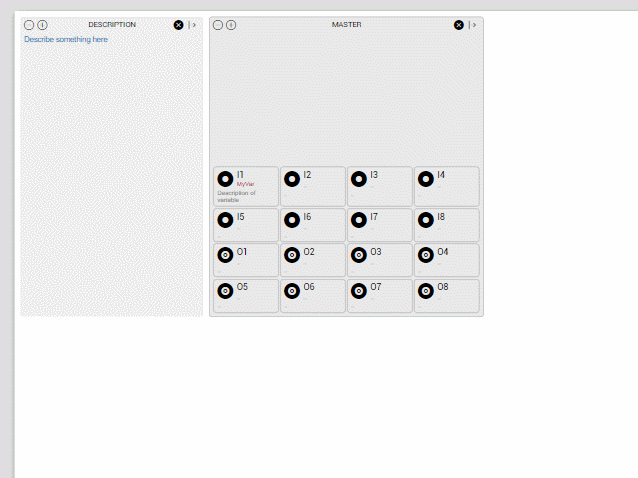 DESCRIPTION
Describe something here
MASTER
I1
MyVar
Description of
variable
I2
I3
I4
I5
I6
I7
I8
O1
O2
O3
O4
O5
O6
O7
O8